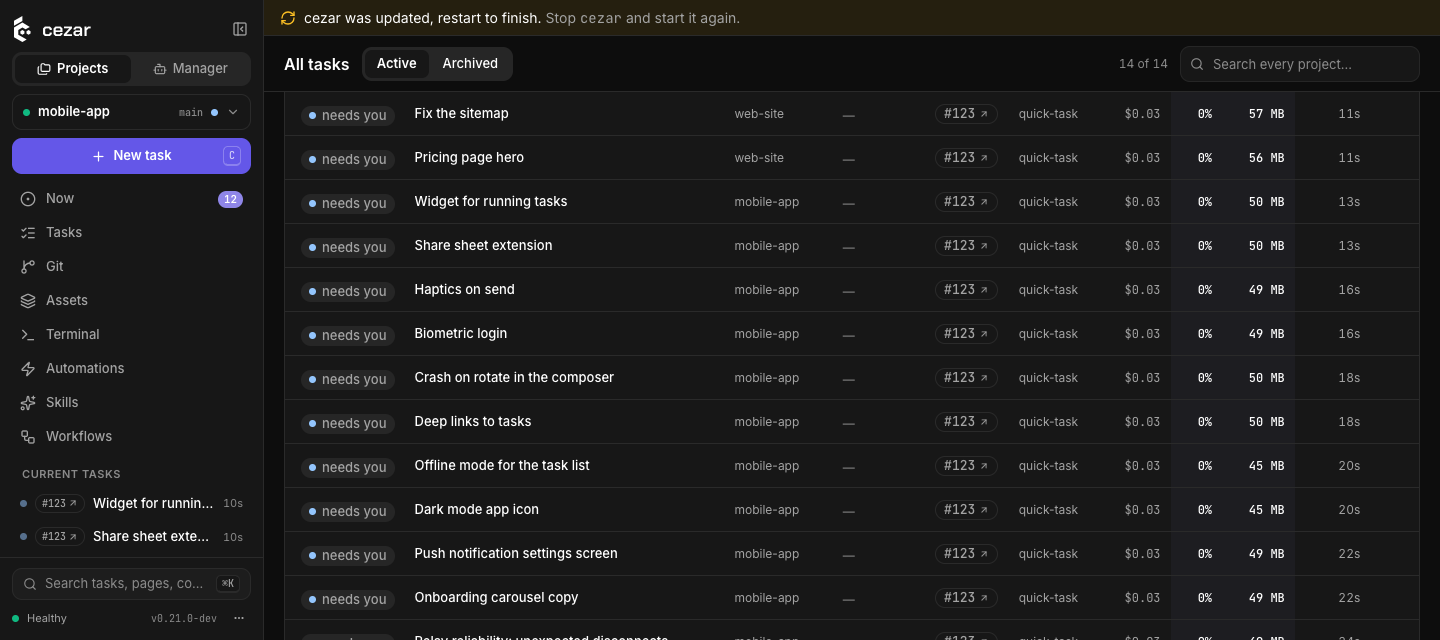 cezar
Projects
Manager
mobile-app main
New task C
Now 12
Tasks
Git
Assets
Terminal
Automations
Skills
Workflows
CURRENT TASKS
#123 ↗ Widget for runnin... 10s
#123 ↗ Share sheet exte... 10s
Search tasks, pages, co... ⌘K
Healthy v0.21.0-dev ...
cezar was updated, restart to finish. Stop cezar and start it again.
All tasks Active Archived 14 of 14 Search every project...
needs you Fix the sitemap web-site — #123 ↗ quick-task $0.03 0% 57 MB 11s
needs you Pricing page hero web-site — #123 ↗ quick-task $0.03 0% 56 MB 11s
needs you Widget for running tasks mobile-app — #123 ↗ quick-task $0.03 0% 50 MB 13s
needs you Share sheet extension mobile-app — #123 ↗ quick-task $0.03 0% 50 MB 13s
needs you Haptics on send mobile-app — #123 ↗ quick-task $0.03 0% 49 MB 16s
needs you Biometric login mobile-app — #123 ↗ quick-task $0.03 0% 49 MB 16s
needs you Crash on rotate in the composer mobile-app — #123 ↗ quick-task $0.03 0% 50 MB 18s
needs you Deep links to tasks mobile-app — #123 ↗ quick-task $0.03 0% 50 MB 18s
needs you Offline mode for the task list mobile-app — #123 ↗ quick-task $0.03 0% 45 MB 20s
needs you Dark mode app icon mobile-app — #123 ↗ quick-task $0.03 0% 45 MB 20s
needs you Push notification settings screen mobile-app — #123 ↗ quick-task $0.03 0% 49 MB 22s
needs you Onboarding carousel copy mobile-app — #123 ↗ quick-task $0.03 0% 49 MB 22s
Relay reliability: unexpected disconnects mobile-app #123 ↗ quick-task $0.03 0%